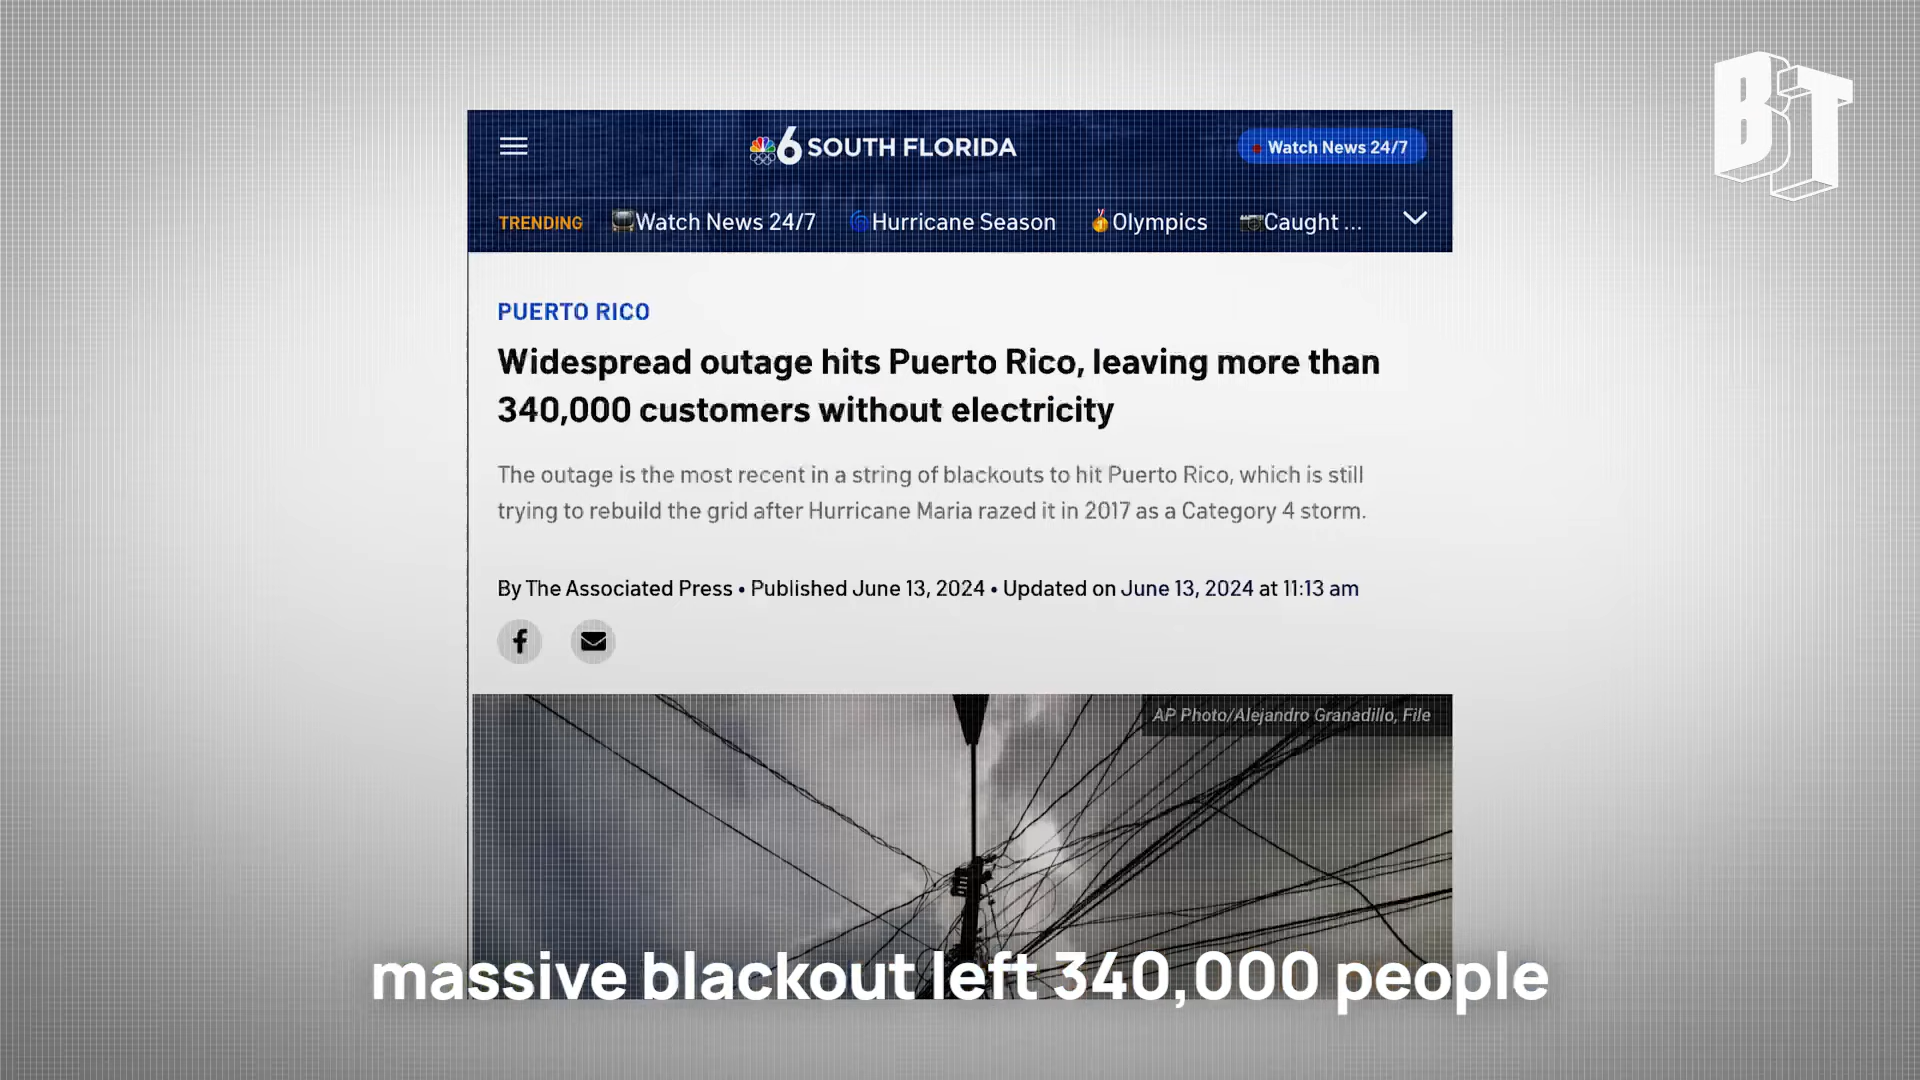 BT
6 SOUTH FLORIDA
Watch News 24/7
TRENDING Watch News 24/7 Hurricane Season Olympics Caught ...
PUERTO RICO
Widespread outage hits Puerto Rico, leaving more than
340,000 customers without electricity
The outage is the most recent in a string of blackouts to hit Puerto Rico, which is still
trying to rebuild the grid after Hurricane Maria razed it in 2017 as a Category 4 storm.
By The Associated Press • Published June 13, 2024 • Updated on June 13, 2024 at 11:13 am
AP Photo/Alejandro Granadillo, File
massive blackout left 340,000 people